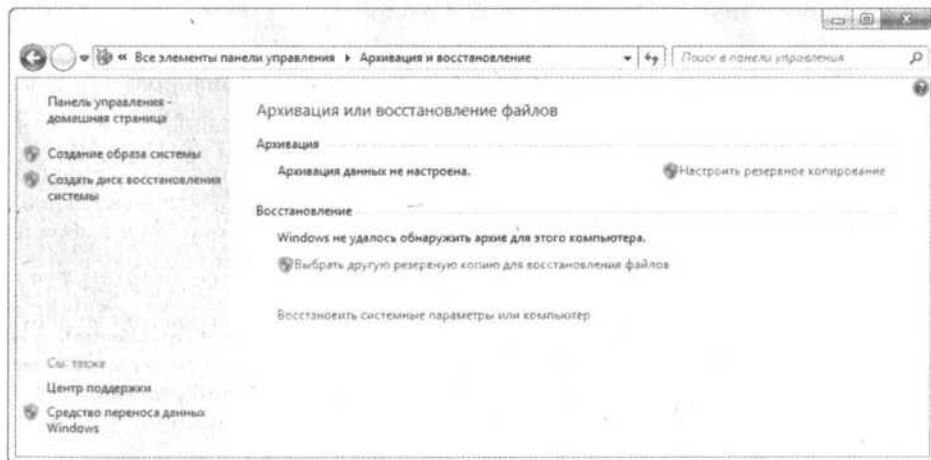 « Все элементы панели управления ▸ Архивация и восстановление
Поиск в панели управления
Панель управления -
домашняя страница
Создание образа системы
Создать диск восстановления
системы
Архивация или восстановление файлов
Архивация
Архивация данных не настроена.
Настроить резервное копирование
Восстановление
Windows не удалось обнаружить архив для этого компьютера.
Выбрать другую резервную копию для восстановления файлов
Восстановить системные параметры или компьютер
См. также
Центр поддержки
Средство переноса данных
Windows